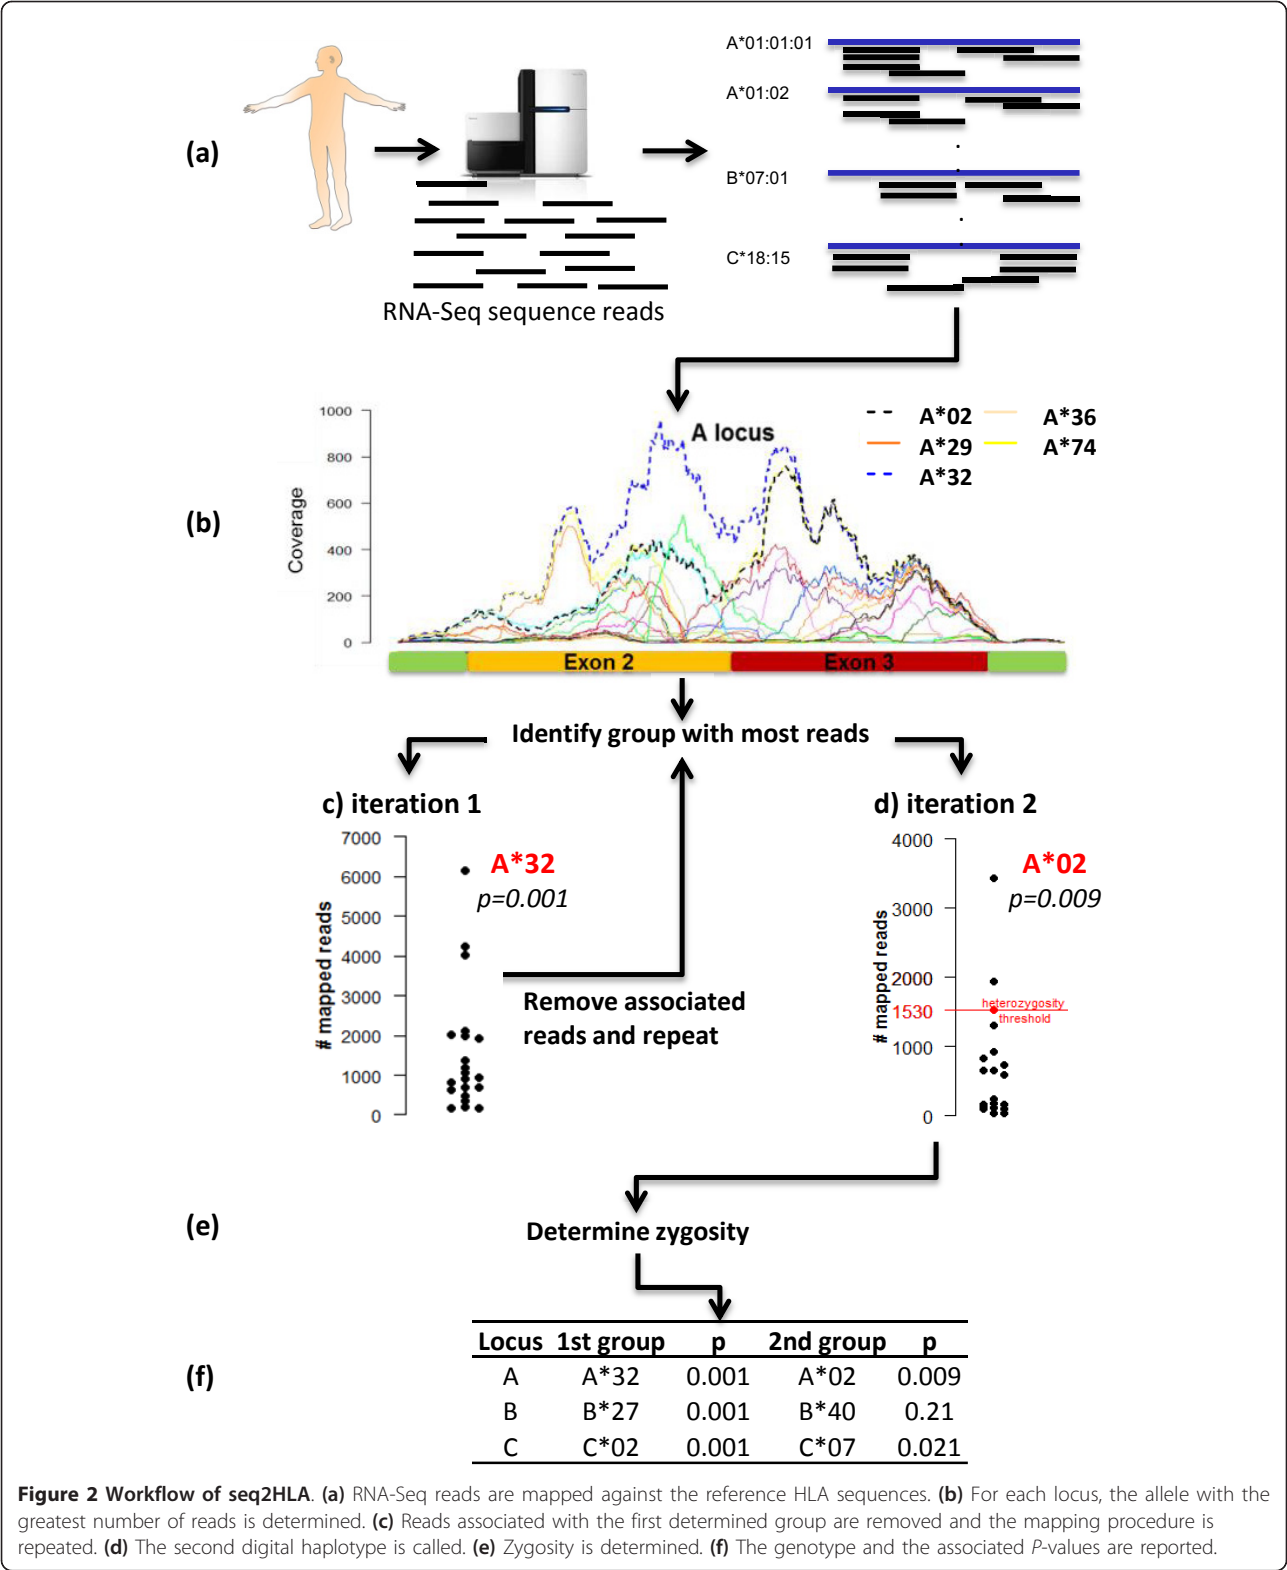 (a)
A*01:01:01
A*01:02
B*07:01
C*18:15
RNA-Seq sequence reads
(b)
1000
800
600
400
200
0
Coverage
A locus
A*02
A*36
A*29
A*74
A*32
Exon 2
Exon 3
Identify group with most reads
c) iteration 1
7000
6000
5000
4000
3000
2000
1000
0
# mapped reads
A*32
p=0.001
Remove associated
reads and repeat
d) iteration 2
4000
3000
2000
1530
1000
0
# mapped reads
A*02
p=0.009
heterozygosity
threshold
(e)
Determine zygosity
(f)
Locus 1st group p 2nd group p
A A*32 0.001 A*02 0.009
B B*27 0.001 B*40 0.21
C C*02 0.001 C*07 0.021
Figure 2 Workflow of seq2HLA. (a) RNA-Seq reads are mapped against the reference HLA sequences. (b) For each locus, the allele with the
greatest number of reads is determined. (c) Reads associated with the first determined group are removed and the mapping procedure is
repeated. (d) The second digital haplotype is called. (e) Zygosity is determined. (f) The genotype and the associated P-values are reported.